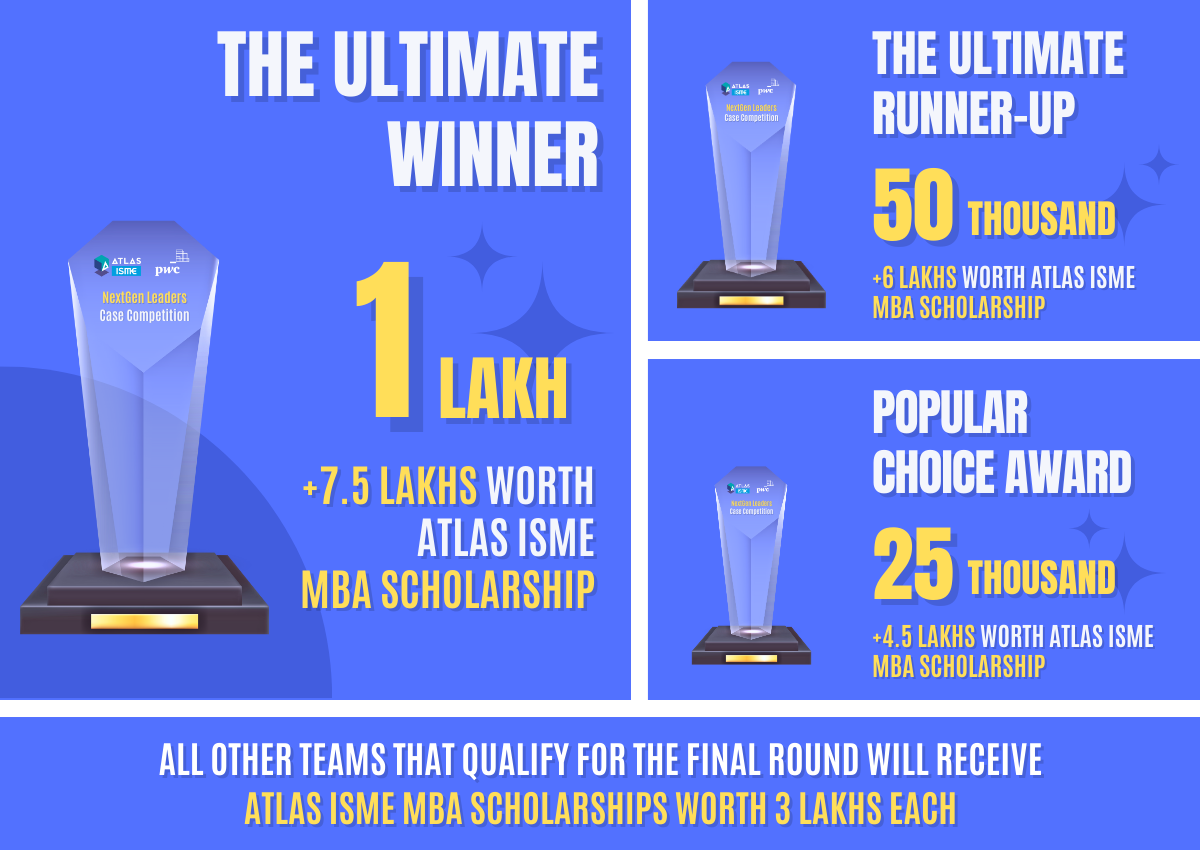 THE ULTIMATE
WINNER
ATLAS
ISME
pwc
NextGen Leaders
Case Competition
1 LAKH
+7.5 LAKHS WORTH
ATLAS ISME
MBA SCHOLARSHIP
THE ULTIMATE
RUNNER-UP
ATLAS
ISME
pwc
NextGen Leaders
Case Competition
50 THOUSAND
+6 LAKHS WORTH ATLAS ISME
MBA SCHOLARSHIP
POPULAR
CHOICE AWARD
ATLAS
pwc
NextGen Leaders
Case Competition
25 THOUSAND
+4.5 LAKHS WORTH ATLAS ISME
MBA SCHOLARSHIP
ALL OTHER TEAMS THAT QUALIFY FOR THE FINAL ROUND WILL RECEIVE
ATLAS ISME MBA SCHOLARSHIPS WORTH 3 LAKHS EACH